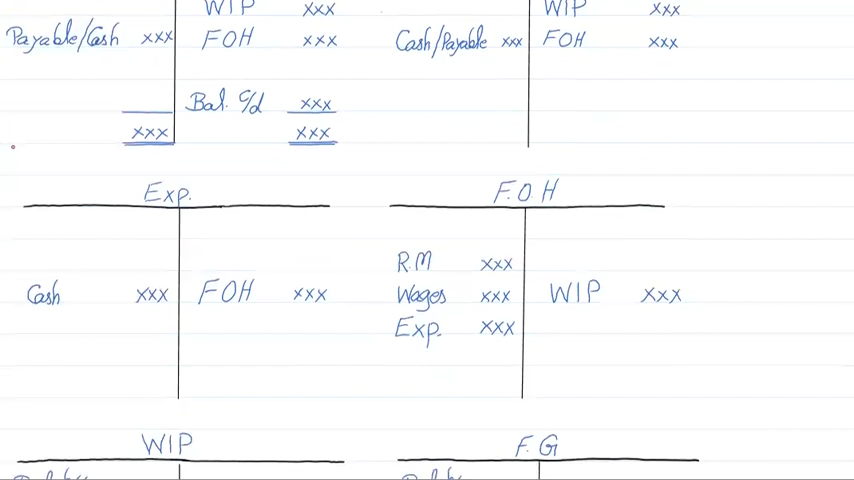 WIP xxx WIP xxx
Payable/Cash xxx FOH xxx Cash/Payable xxx FOH xxx
Bal. c/d xxx
xxx xxx
Exp. F.O.H
R.M xxx
Cash xxx FOH xxx Wages xxx WIP xxx
Exp. xxx
WIP F.G